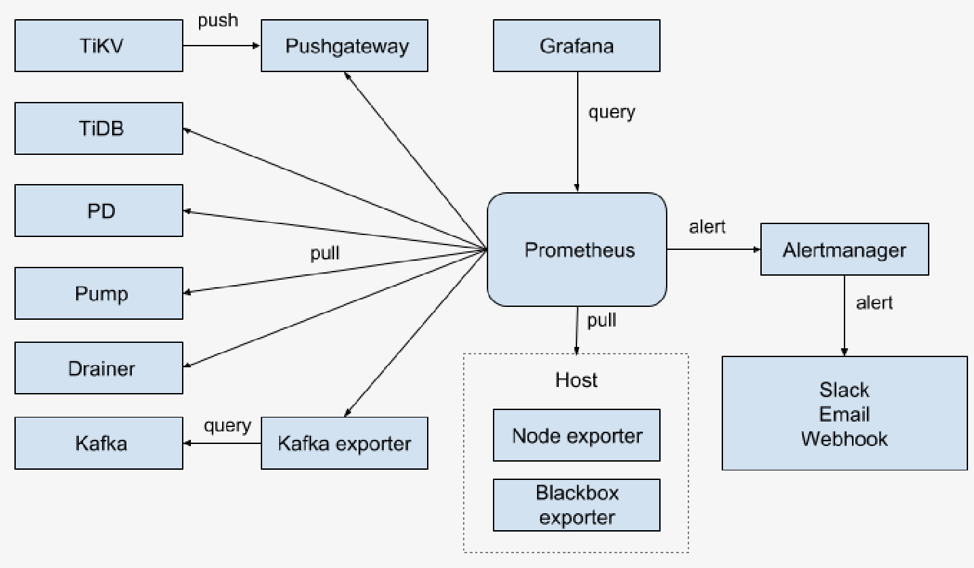 push
TiKV
Pushgateway
Grafana
query
TiDB
PD
pull
Prometheus
alert
Alertmanager
Pump
pull
alert
Drainer
Host
Slack
Email
Webhook
Kafka
query
Kafka exporter
Node exporter
Blackbox
exporter